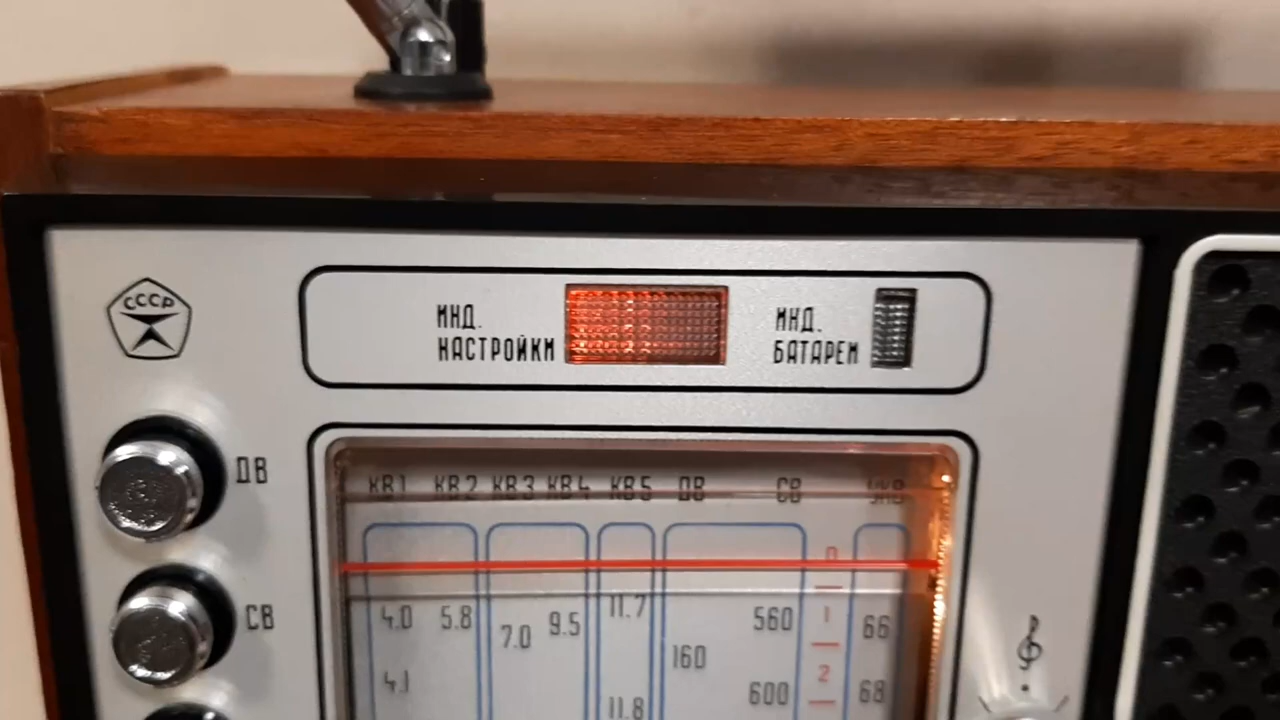 СССР
ИНД.
НАСТРОЙКИ
ИНД.
БАТАРЕИ
ДВ
СВ
КВ1 КВ2 КВ3 КВ4 КВ5 ДВ СВ УКВ
0
4.0 5.8 7.0 9.5 11.7 560 1 66
160
4.1 11.8 600 2 68